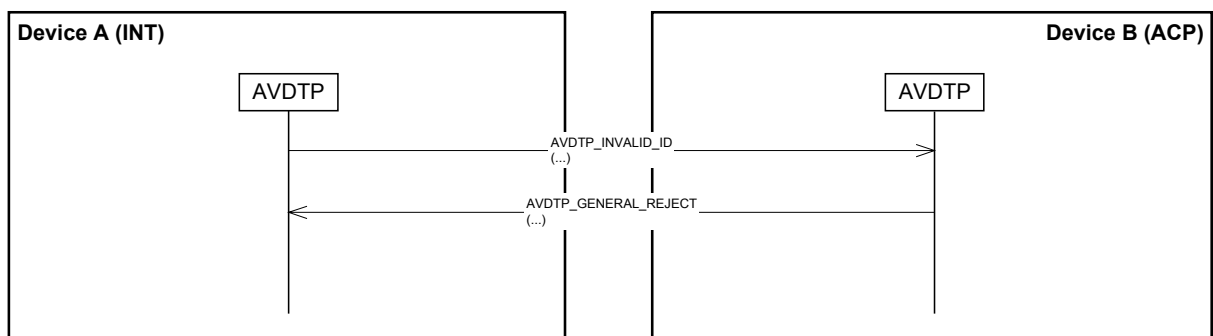 Device A (INT)
Device B (ACP)
AVDTP
AVDTP
AVDTP_INVALID_ID
(...)
AVDTP_GENERAL_REJECT
(...)